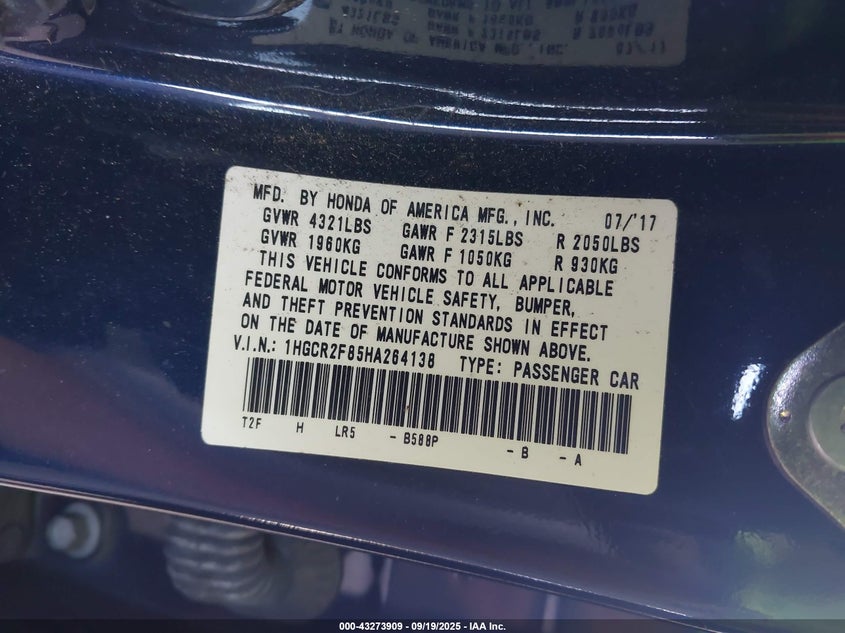 MFD. BY HONDA OF AMERICA MFG., INC. 07/'17
GVWR 4321LBS GAWR F 2315LBS R 2050LBS
GVWR 1960KG GAWR F 1050KG R 930KG
THIS VEHICLE CONFORMS TO ALL APPLICABLE
FEDERAL MOTOR VEHICLE SAFETY, BUMPER,
AND THEFT PREVENTION STANDARDS IN EFFECT
ON THE DATE OF MANUFACTURE SHOWN ABOVE.
V.I.N.: 1HGCR2F85HA264138 TYPE: PASSENGER CAR
T2F H LR5 - B588P - B - A
000-43273909 - 09/19/2025 - IAA Inc.